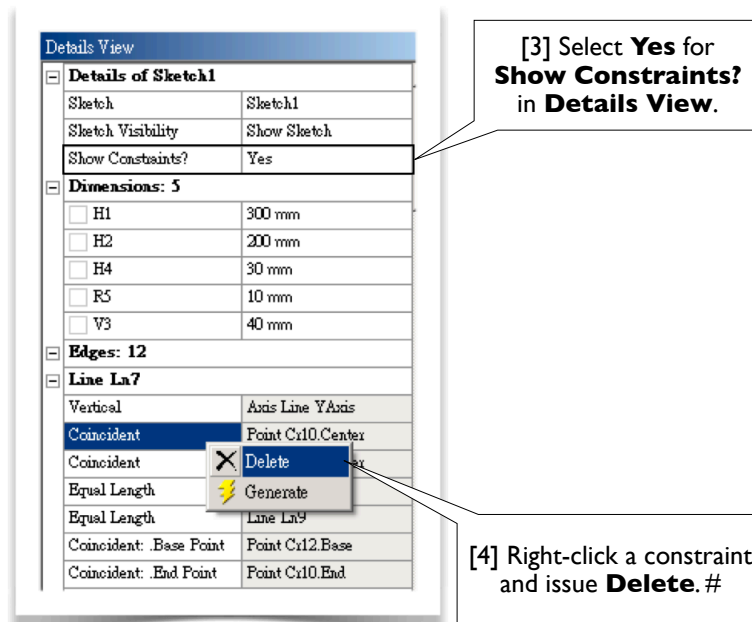 Details View
Details of Sketch1
Sketch Sketch1
Sketch Visibility Show Sketch
Show Constraints? Yes
Dimensions: 5
H1 300 mm
H2 200 mm
H4 30 mm
R5 10 mm
V3 40 mm
Edges: 12
Line Ln7
Vertical Axis Line YAxis
Coincident Point Cr10.Center
Coincident
Delete
Equal Length
Generate
Equal Length Line Ln9
Coincident: .Base Point Point Cr12.Base
Coincident: .End Point Point Cr10.End
[3] Select Yes for
Show Constraints?
in Details View.
[4] Right-click a constraint
and issue Delete. #